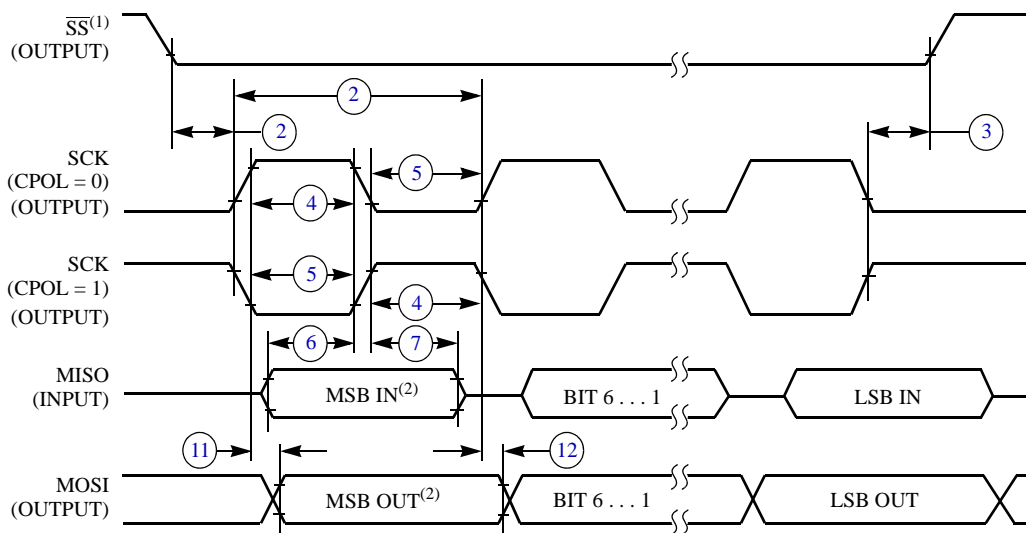 SS(1)
(OUTPUT)
2
2
3
SCK
(CPOL = 0)
(OUTPUT)
5
4
SCK
(CPOL = 1)
(OUTPUT)
5
4
6
7
MISO
(INPUT)
MSB IN(2)
BIT 6 . . . 1
LSB IN
11
12
MOSI
(OUTPUT)
MSB OUT(2)
BIT 6 . . . 1
LSB OUT